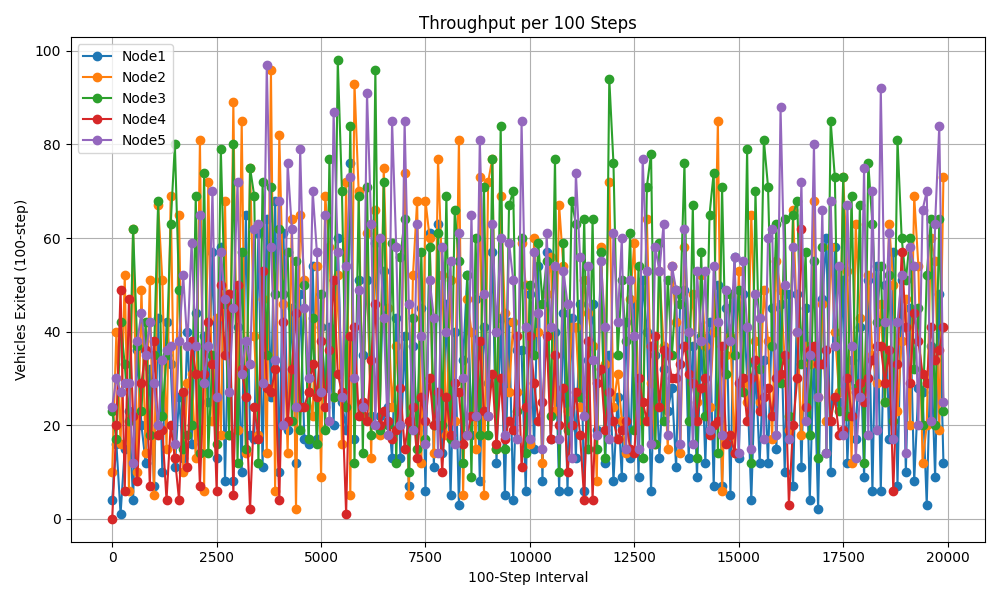 Throughput per 100 Steps
Node1
Node2
Node3
Node4
Node5
Vehicles Exited (100-step)
100
80
60
40
20
0
0 2500 5000 7500 10000 12500 15000 17500 20000
100-Step Interval